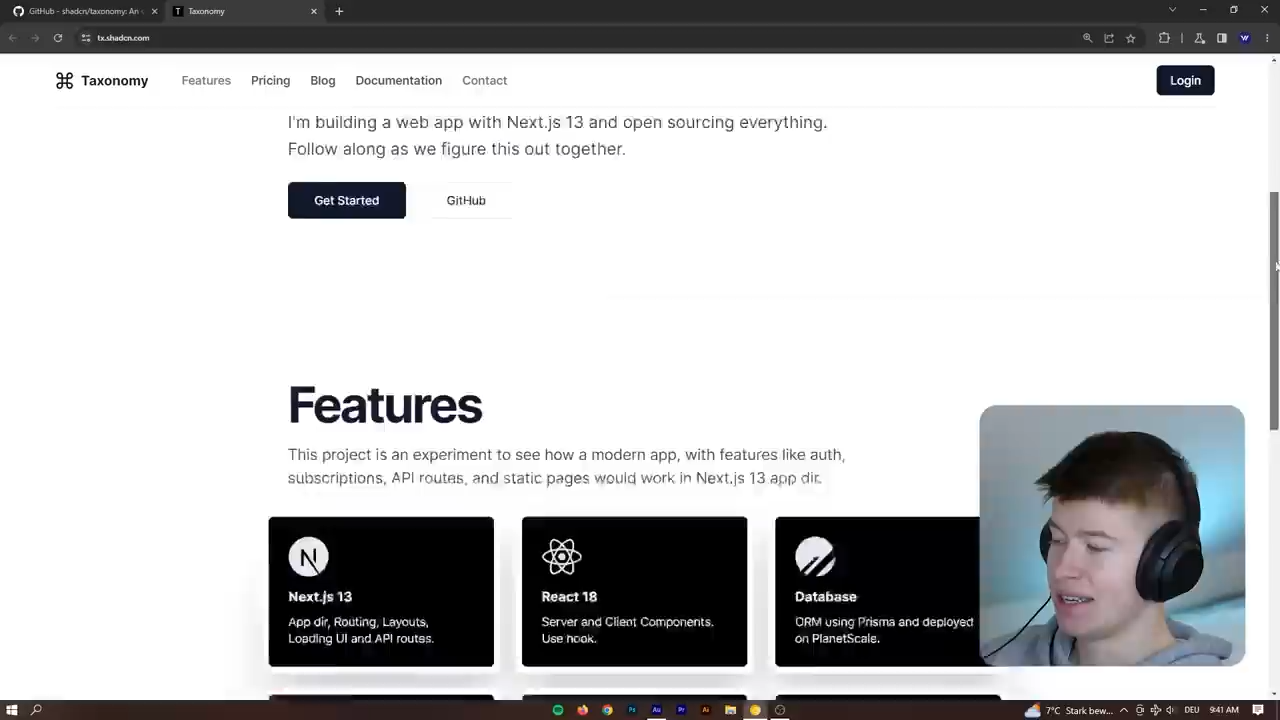 GitHub - shadcn/taxonomy: An
Taxonomy
tx.shadcn.com
Taxonomy
Features
Pricing
Blog
Documentation
Contact
Login
I'm building a web app with Next.js 13 and open sourcing everything.
Follow along as we figure this out together.
Get Started
GitHub
Features
This project is an experiment to see how a modern app, with features like auth,
subscriptions, API routes, and static pages would work in Next.js 13 app dir.
Next.js 13
App dir, Routing, Layouts,
Loading UI and API routes.
React 18
Server and Client Components.
Use hook.
Database
ORM using Prisma and deployed
on PlanetScale.
7°C Stark bew...
DEU
9:41 AM